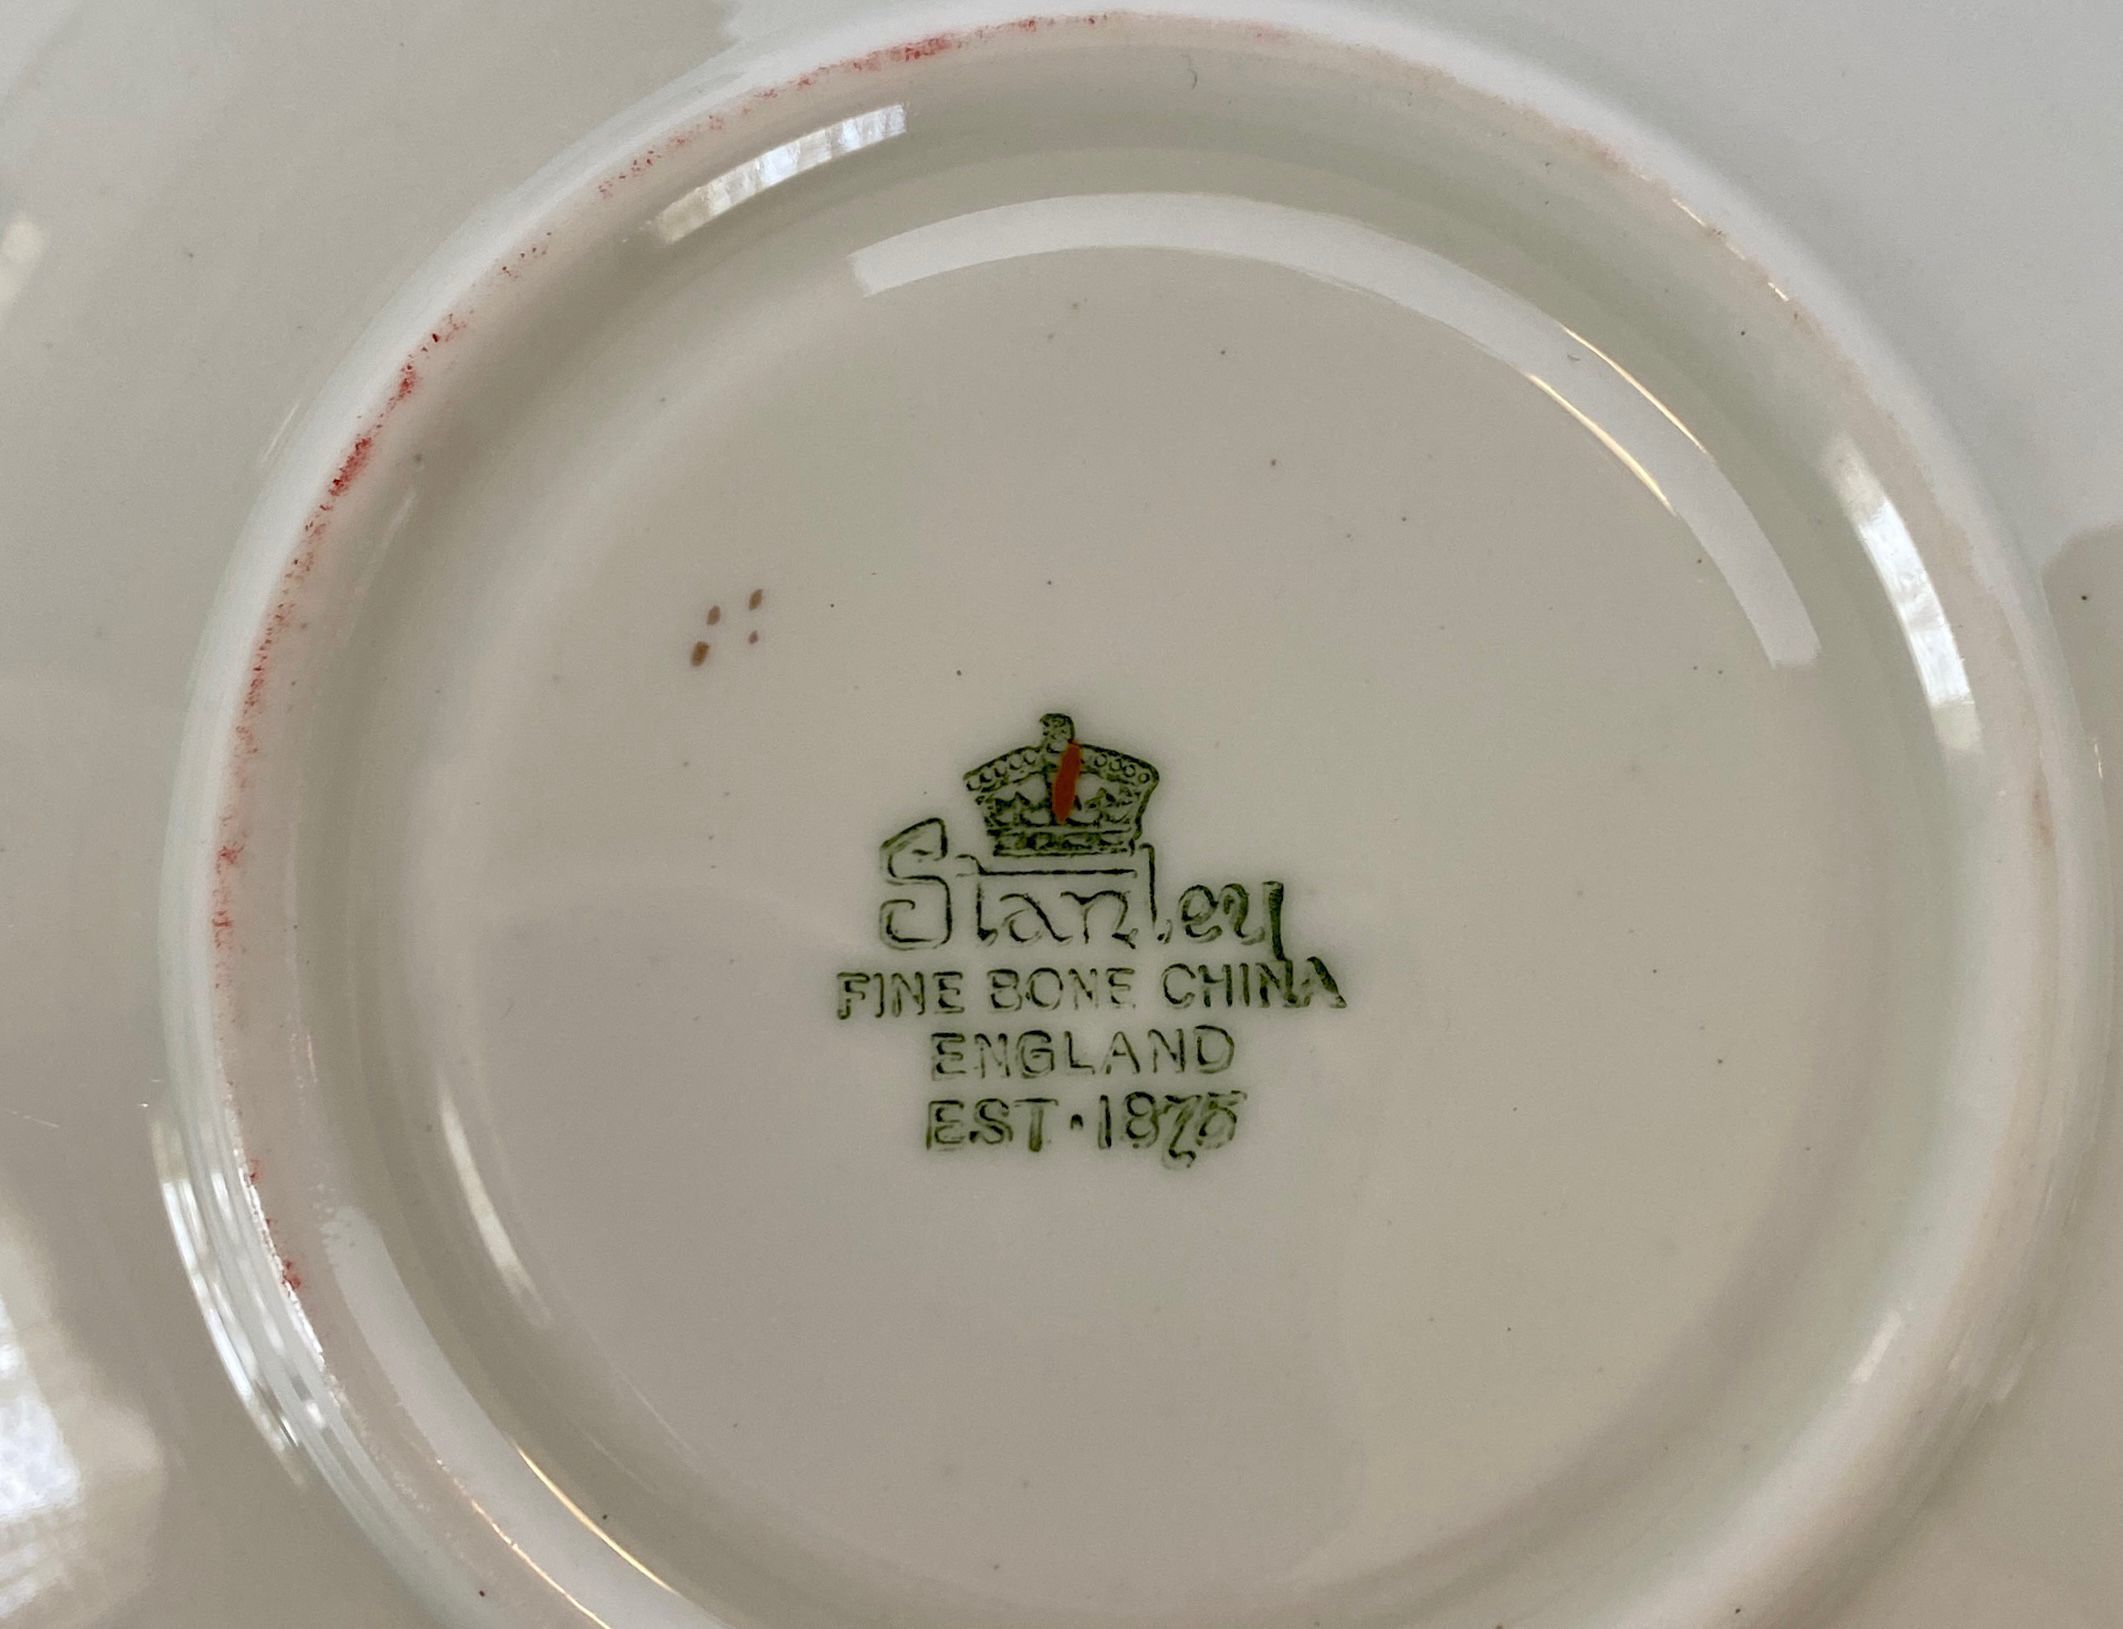 Stanley
FINE BONE CHINA
ENGLAND
EST·1875